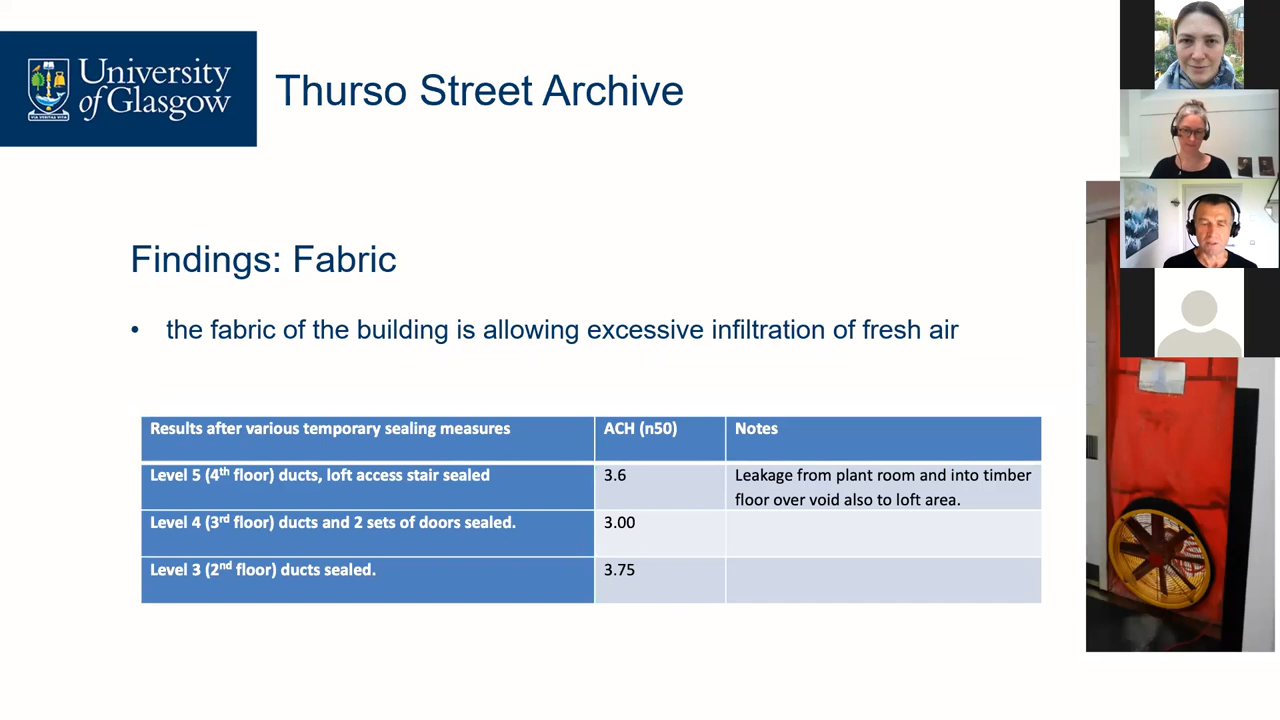 University
of Glasgow
VIA VERITAS VITA
Thurso Street Archive
Findings: Fabric
• the fabric of the building is allowing excessive infiltration of fresh air
Results after various temporary sealing measures ACH (n50) Notes
Level 5 (4th floor) ducts, loft access stair sealed 3.6 Leakage from plant room and into timber
floor over void also to loft area.
Level 4 (3rd floor) ducts and 2 sets of doors sealed. 3.00
Level 3 (2nd floor) ducts sealed. 3.75